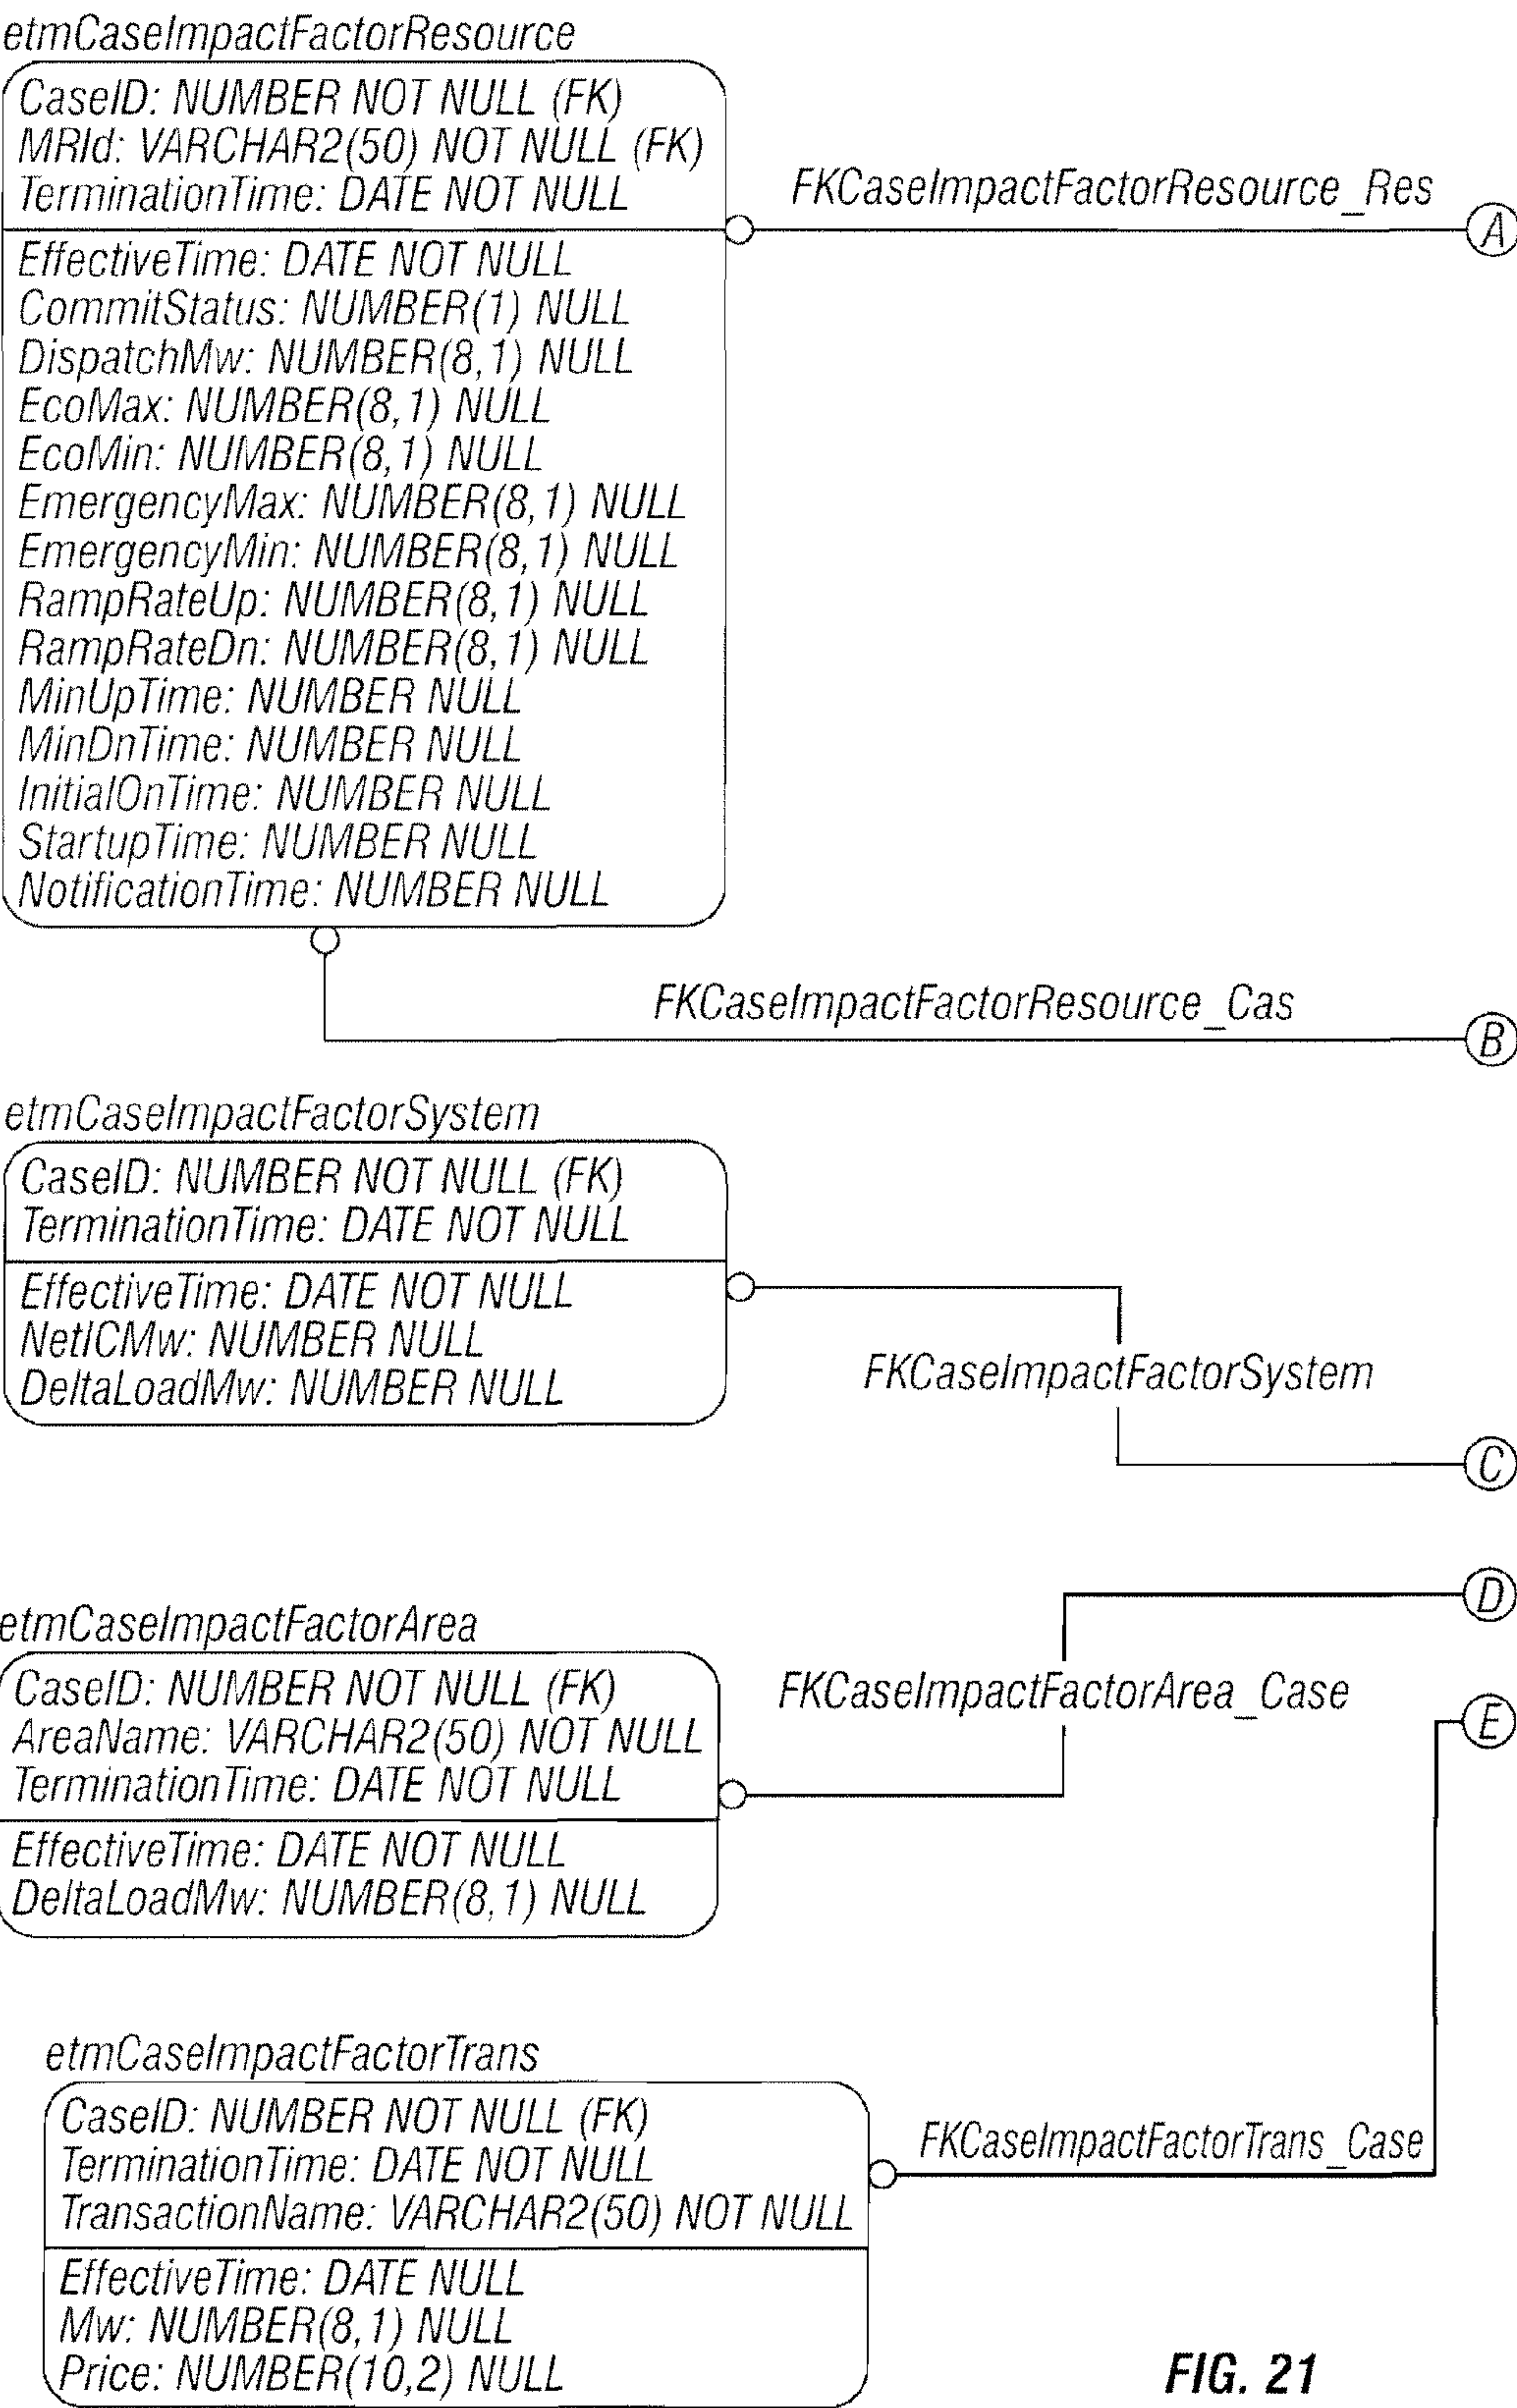 etmCaseImpactFactorResource
CaseID: NUMBER NOT NULL (FK)
MRId: VARCHAR2(50) NOT NULL (FK)
TerminationTime: DATE NOT NULL
FKCaseImpactFactorResource_Res
A
EffectiveTime: DATE NOT NULL
CommitStatus: NUMBER(1) NULL
DispatchMw: NUMBER(8,1) NULL
EcoMax: NUMBER(8,1) NULL
EcoMin: NUMBER(8,1) NULL
EmergencyMax: NUMBER(8,1) NULL
EmergencyMin: NUMBER(8,1) NULL
RampRateUp: NUMBER(8,1) NULL
RampRateDn: NUMBER(8,1) NULL
MinUpTime: NUMBER NULL
MinDnTime: NUMBER NULL
InitialOnTime: NUMBER NULL
StartupTime: NUMBER NULL
NotificationTime: NUMBER NULL
FKCaseImpactFactorResource_Cas
B
etmCaseImpactFactorSystem
CaseID: NUMBER NOT NULL (FK)
TerminationTime: DATE NOT NULL
EffectiveTime: DATE NOT NULL
NetICMw: NUMBER NULL
DeltaLoadMw: NUMBER NULL
FKCaseImpactFactorSystem
C
D
etmCaseImpactFactorArea
CaseID: NUMBER NOT NULL (FK)
AreaName: VARCHAR2(50) NOT NULL
TerminationTime: DATE NOT NULL
FKCaseImpactFactorArea_Case
E
EffectiveTime: DATE NOT NULL
DeltaLoadMw: NUMBER(8,1) NULL
etmCaseImpactFactorTrans
CaseID: NUMBER NOT NULL (FK)
TerminationTime: DATE NOT NULL
TransactionName: VARCHAR2(50) NOT NULL
FKCaseImpactFactorTrans_Case
EffectiveTime: DATE NULL
Mw: NUMBER(8,1) NULL
Price: NUMBER(10,2) NULL
FIG. 21